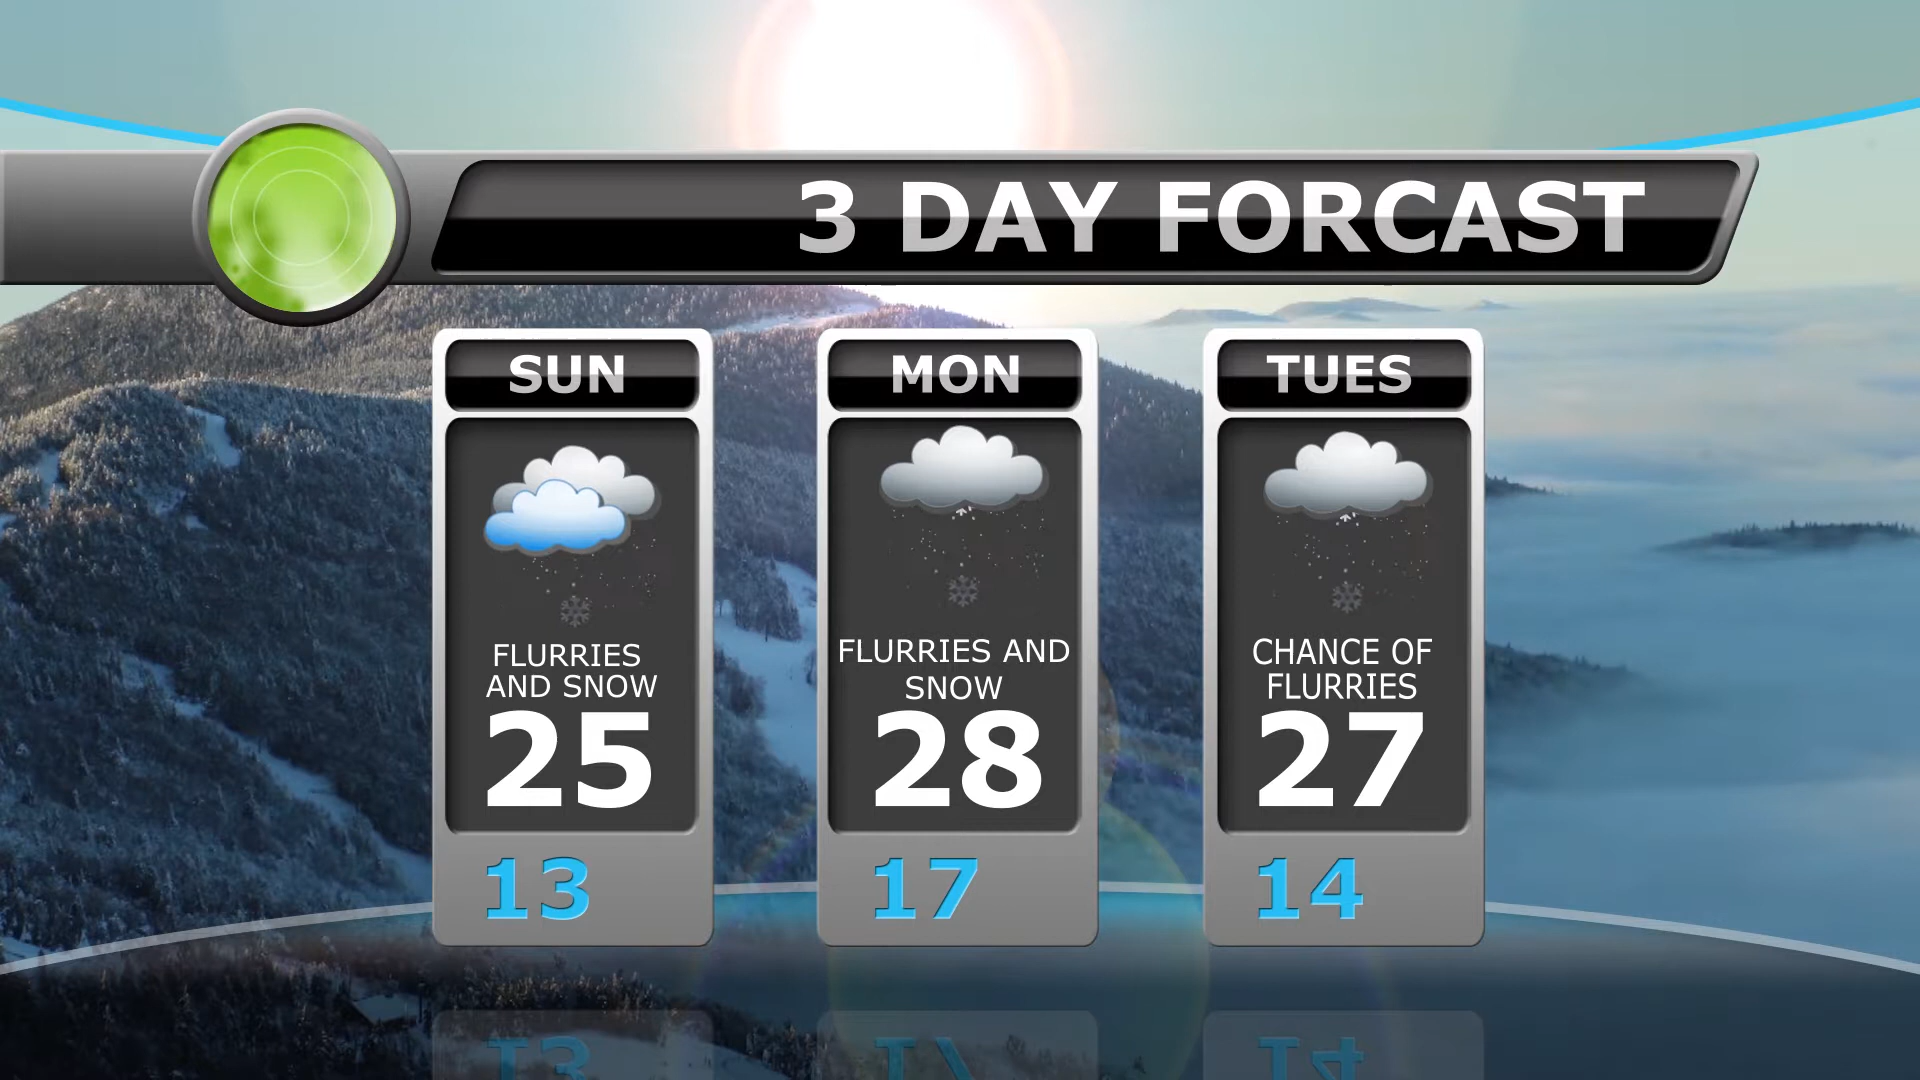 3 DAY FORCAST
SUN
FLURRIES
AND SNOW
25
13
MON
FLURRIES AND
SNOW
28
17
TUES
CHANCE OF
FLURRIES
27
14